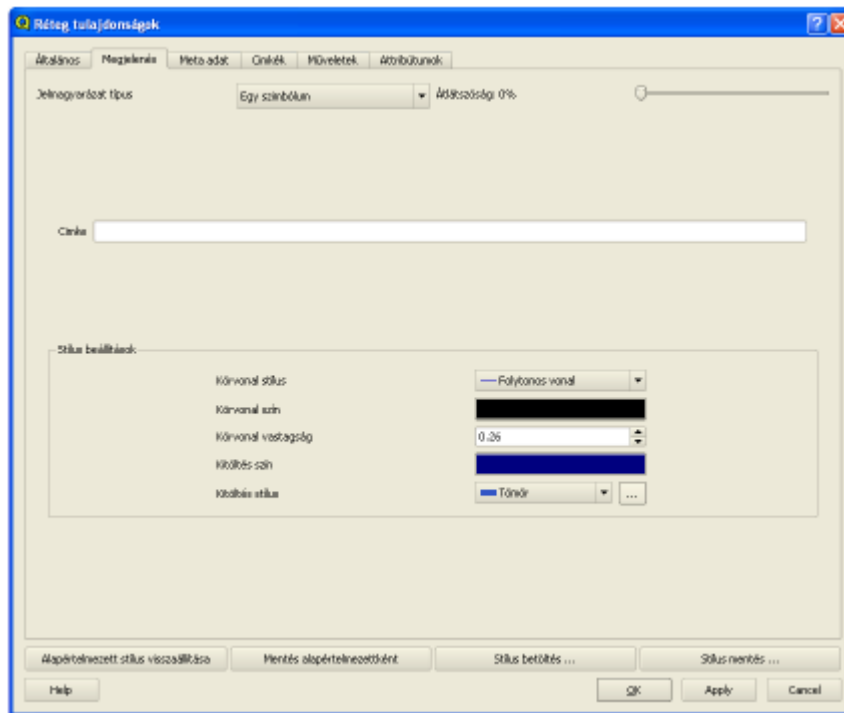 Réteg tulajdonságok
Általános Megjelenés Meta adat Címkék Műveletek Attribútumok
Jelmagyarázat típus Egy szimbólum Átlátszóság: 0%
Címke
Stílus beállítások
Körvonal stílus Folytonos vonal
Körvonal szín
Körvonal vastagság 0.26
Kitöltés szín
Kitöltés stílus Tömör ...
Alapértelmezett stílus visszaállítása Mentés alapértelmezettként Stílus betöltés ... Stílus mentés ...
Help OK Apply Cancel